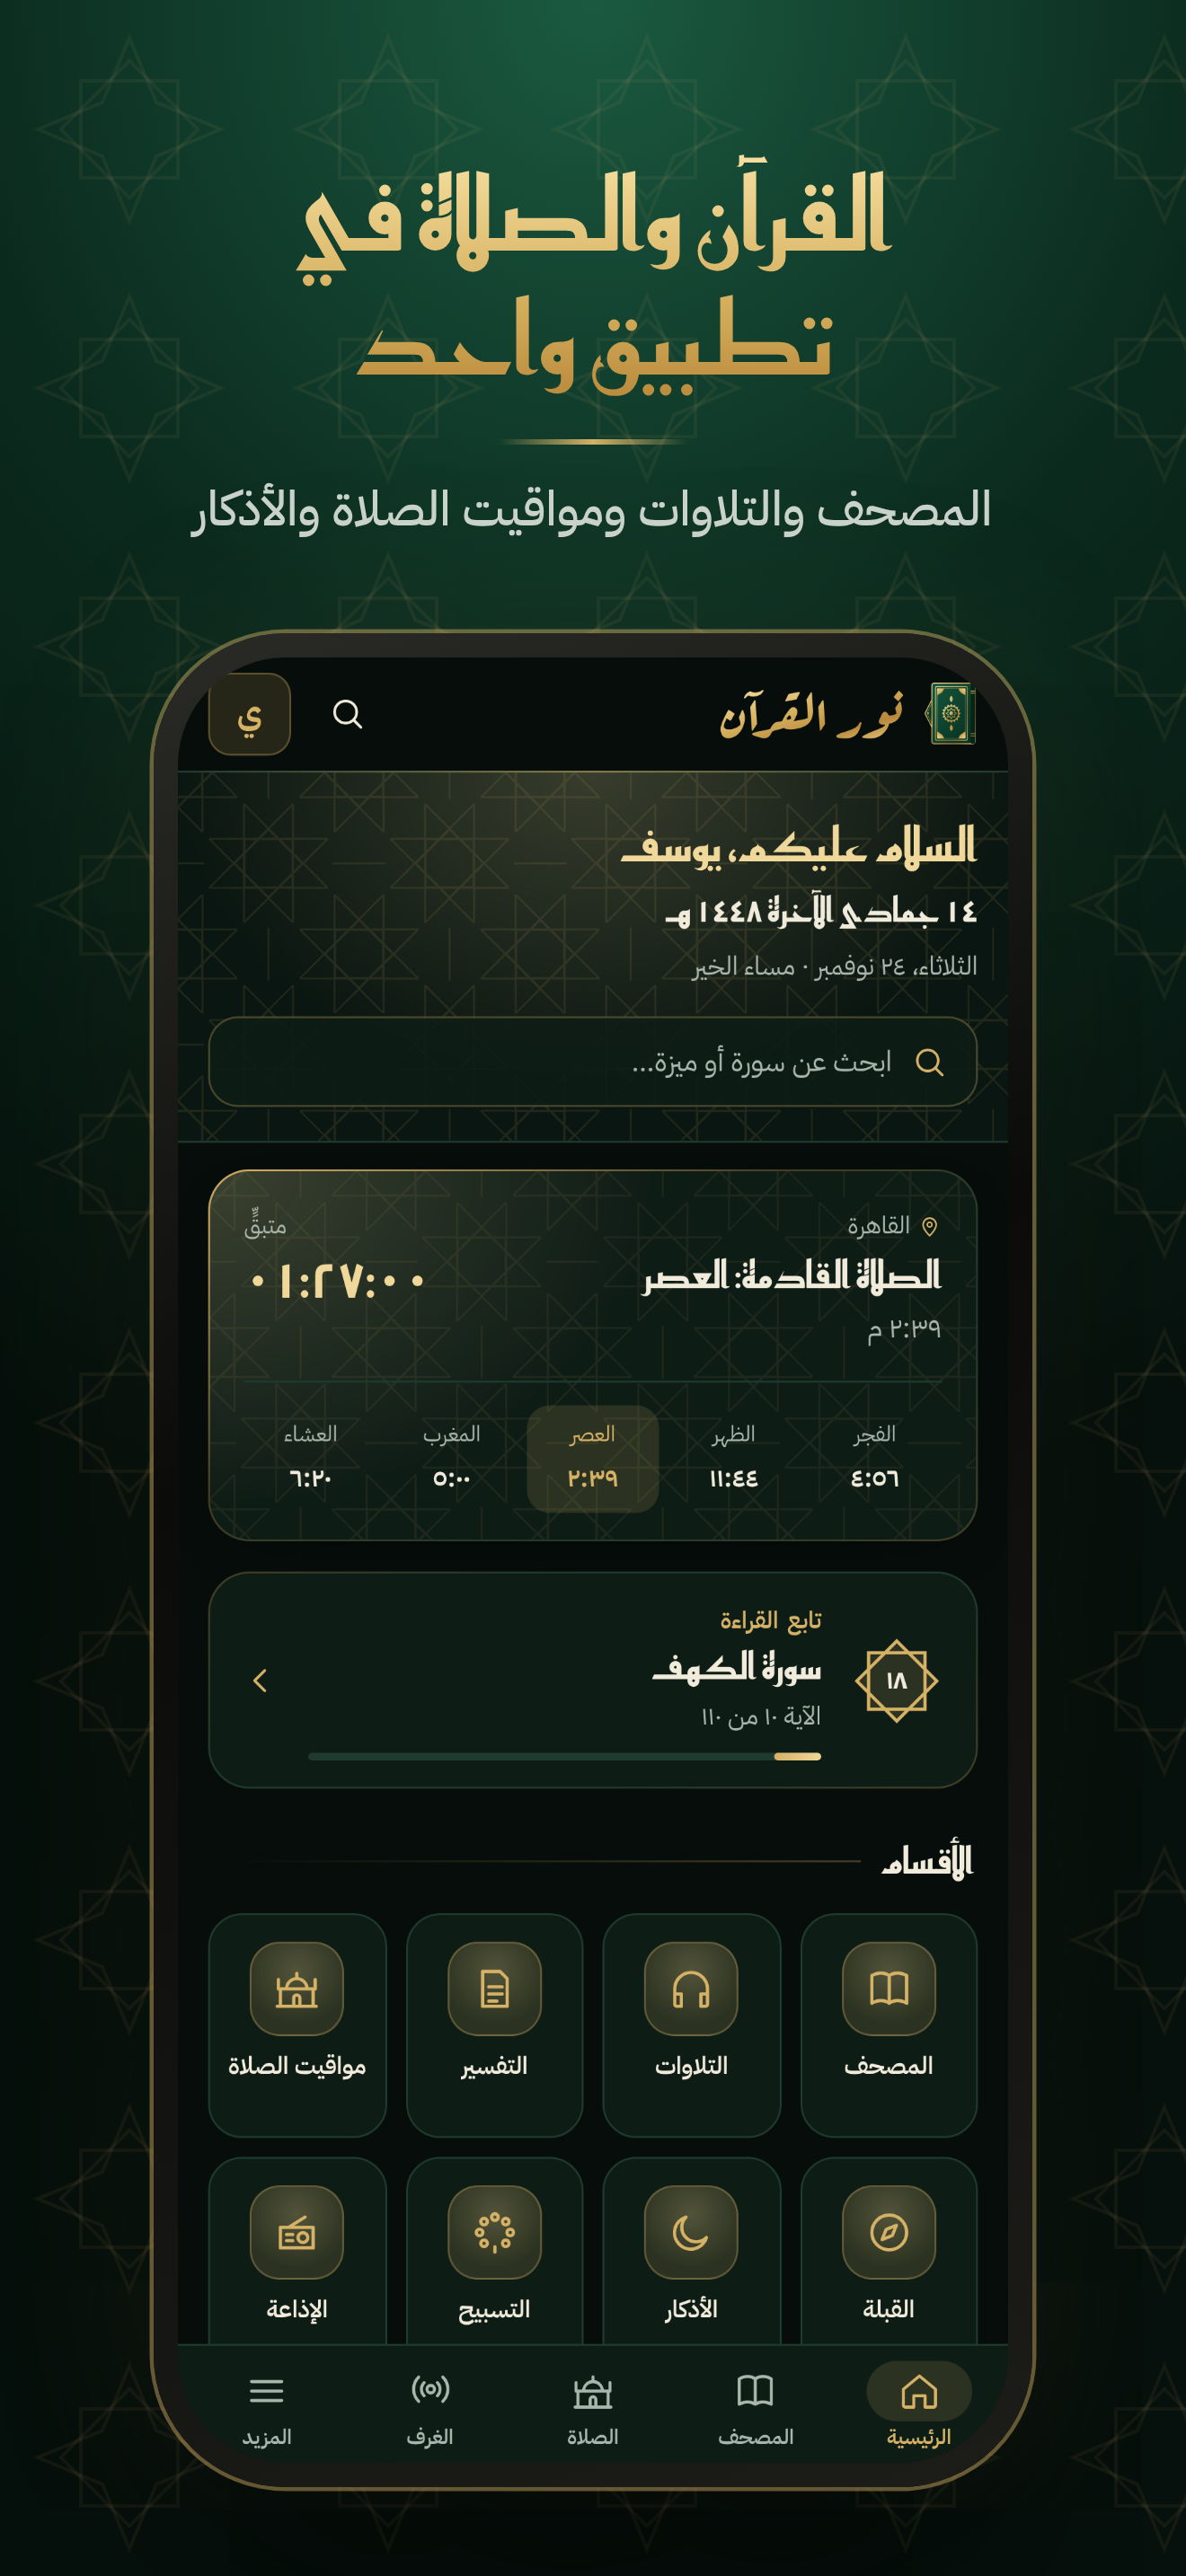 القرآن والصلاة في
تطبيق واحد
المصحف والتلاوات ومواقيت الصلاة والأذكار
نور القرآن
ي
السلام عليكم، يوسف
١٤ جمادى الآخرة ١٤٤٨ هـ
الثلاثاء، ٢٤ نوفمبر · مساء الخير
ابحث عن سورة أو ميزة...
القاهرة
متبقٍّ
الصلاة القادمة: العصر
٠١:٢٧:٠٠
٢:٣٩ م
الفجر الظهر العصر المغرب العشاء
٤:٥٦ ١١:٤٤ ٢:٣٩ ٥:٠٠ ٦:٢٠
تابع القراءة
سورة الكهف
١٨
الآية ١٠ من ١١٠
الأقسام
المصحف التلاوات التفسير مواقيت الصلاة
القبلة الأذكار التسبيح الإذاعة
الرئيسية المصحف الصلاة الغرف المزيد